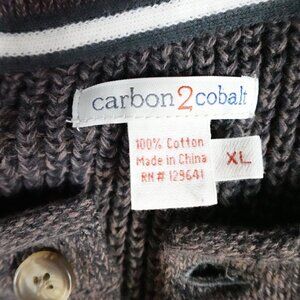 carbon2cobalt
100% Cotton
Made in China
RN# 129641
XL